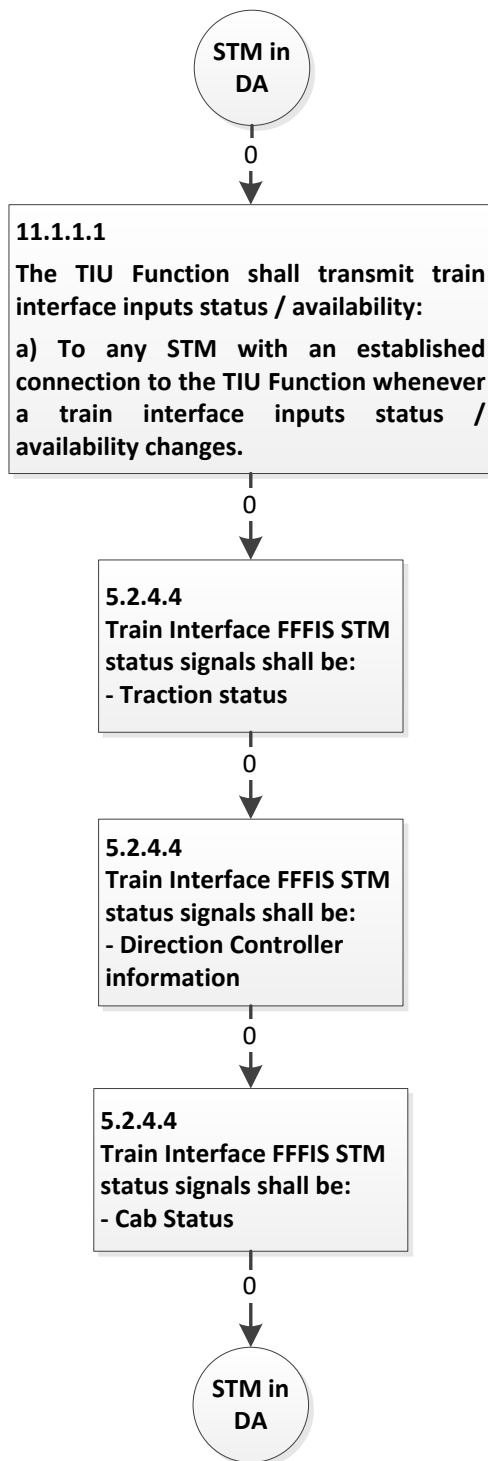 STM in
DA
0
11.1.1.1
The TIU Function shall transmit train
interface inputs status / availability:
a) To any STM with an established
connection to the TIU Function whenever
a train interface inputs status /
availability changes.
0
5.2.4.4
Train Interface FFFIS STM
status signals shall be:
- Traction status
0
5.2.4.4
Train Interface FFFIS STM
status signals shall be:
- Direction Controller
information
0
5.2.4.4
Train Interface FFFIS STM
status signals shall be:
- Cab Status
0
STM in
DA